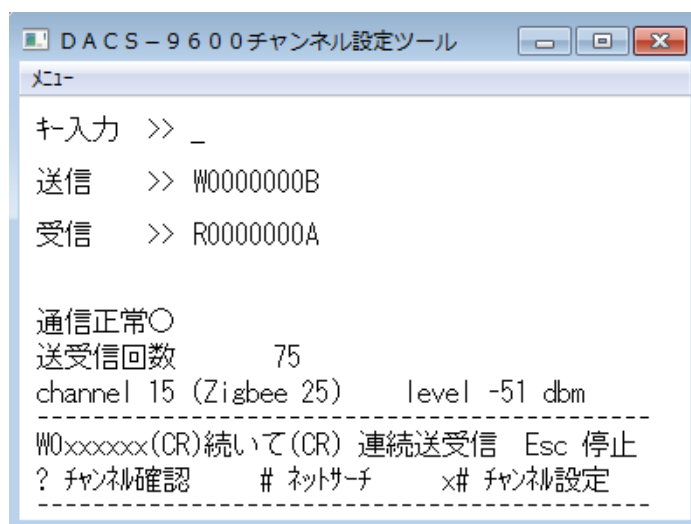 DACS-9600チャンネル設定ツール
ﾒﾆｭｰ
ｷｰ入力 >> _
送信 >> W0000000B
受信 >> R0000000A
通信正常○
送受信回数 75
channel 15 (Zigbee 25) level -51 dbm
--------------------------------------------------
W0xxxxxx(CR)続いて(CR) 連続送受信 Esc 停止
? ﾁｬﾝﾈﾙ確認 # ﾈｯﾄｻｰﾁ x# ﾁｬﾝﾈﾙ設定
--------------------------------------------------